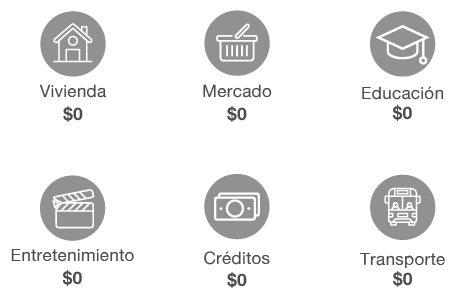 Vivienda
$0
Mercado
$0
Educación
$0
Entretenimiento
$0
Créditos
$0
Transporte
$0